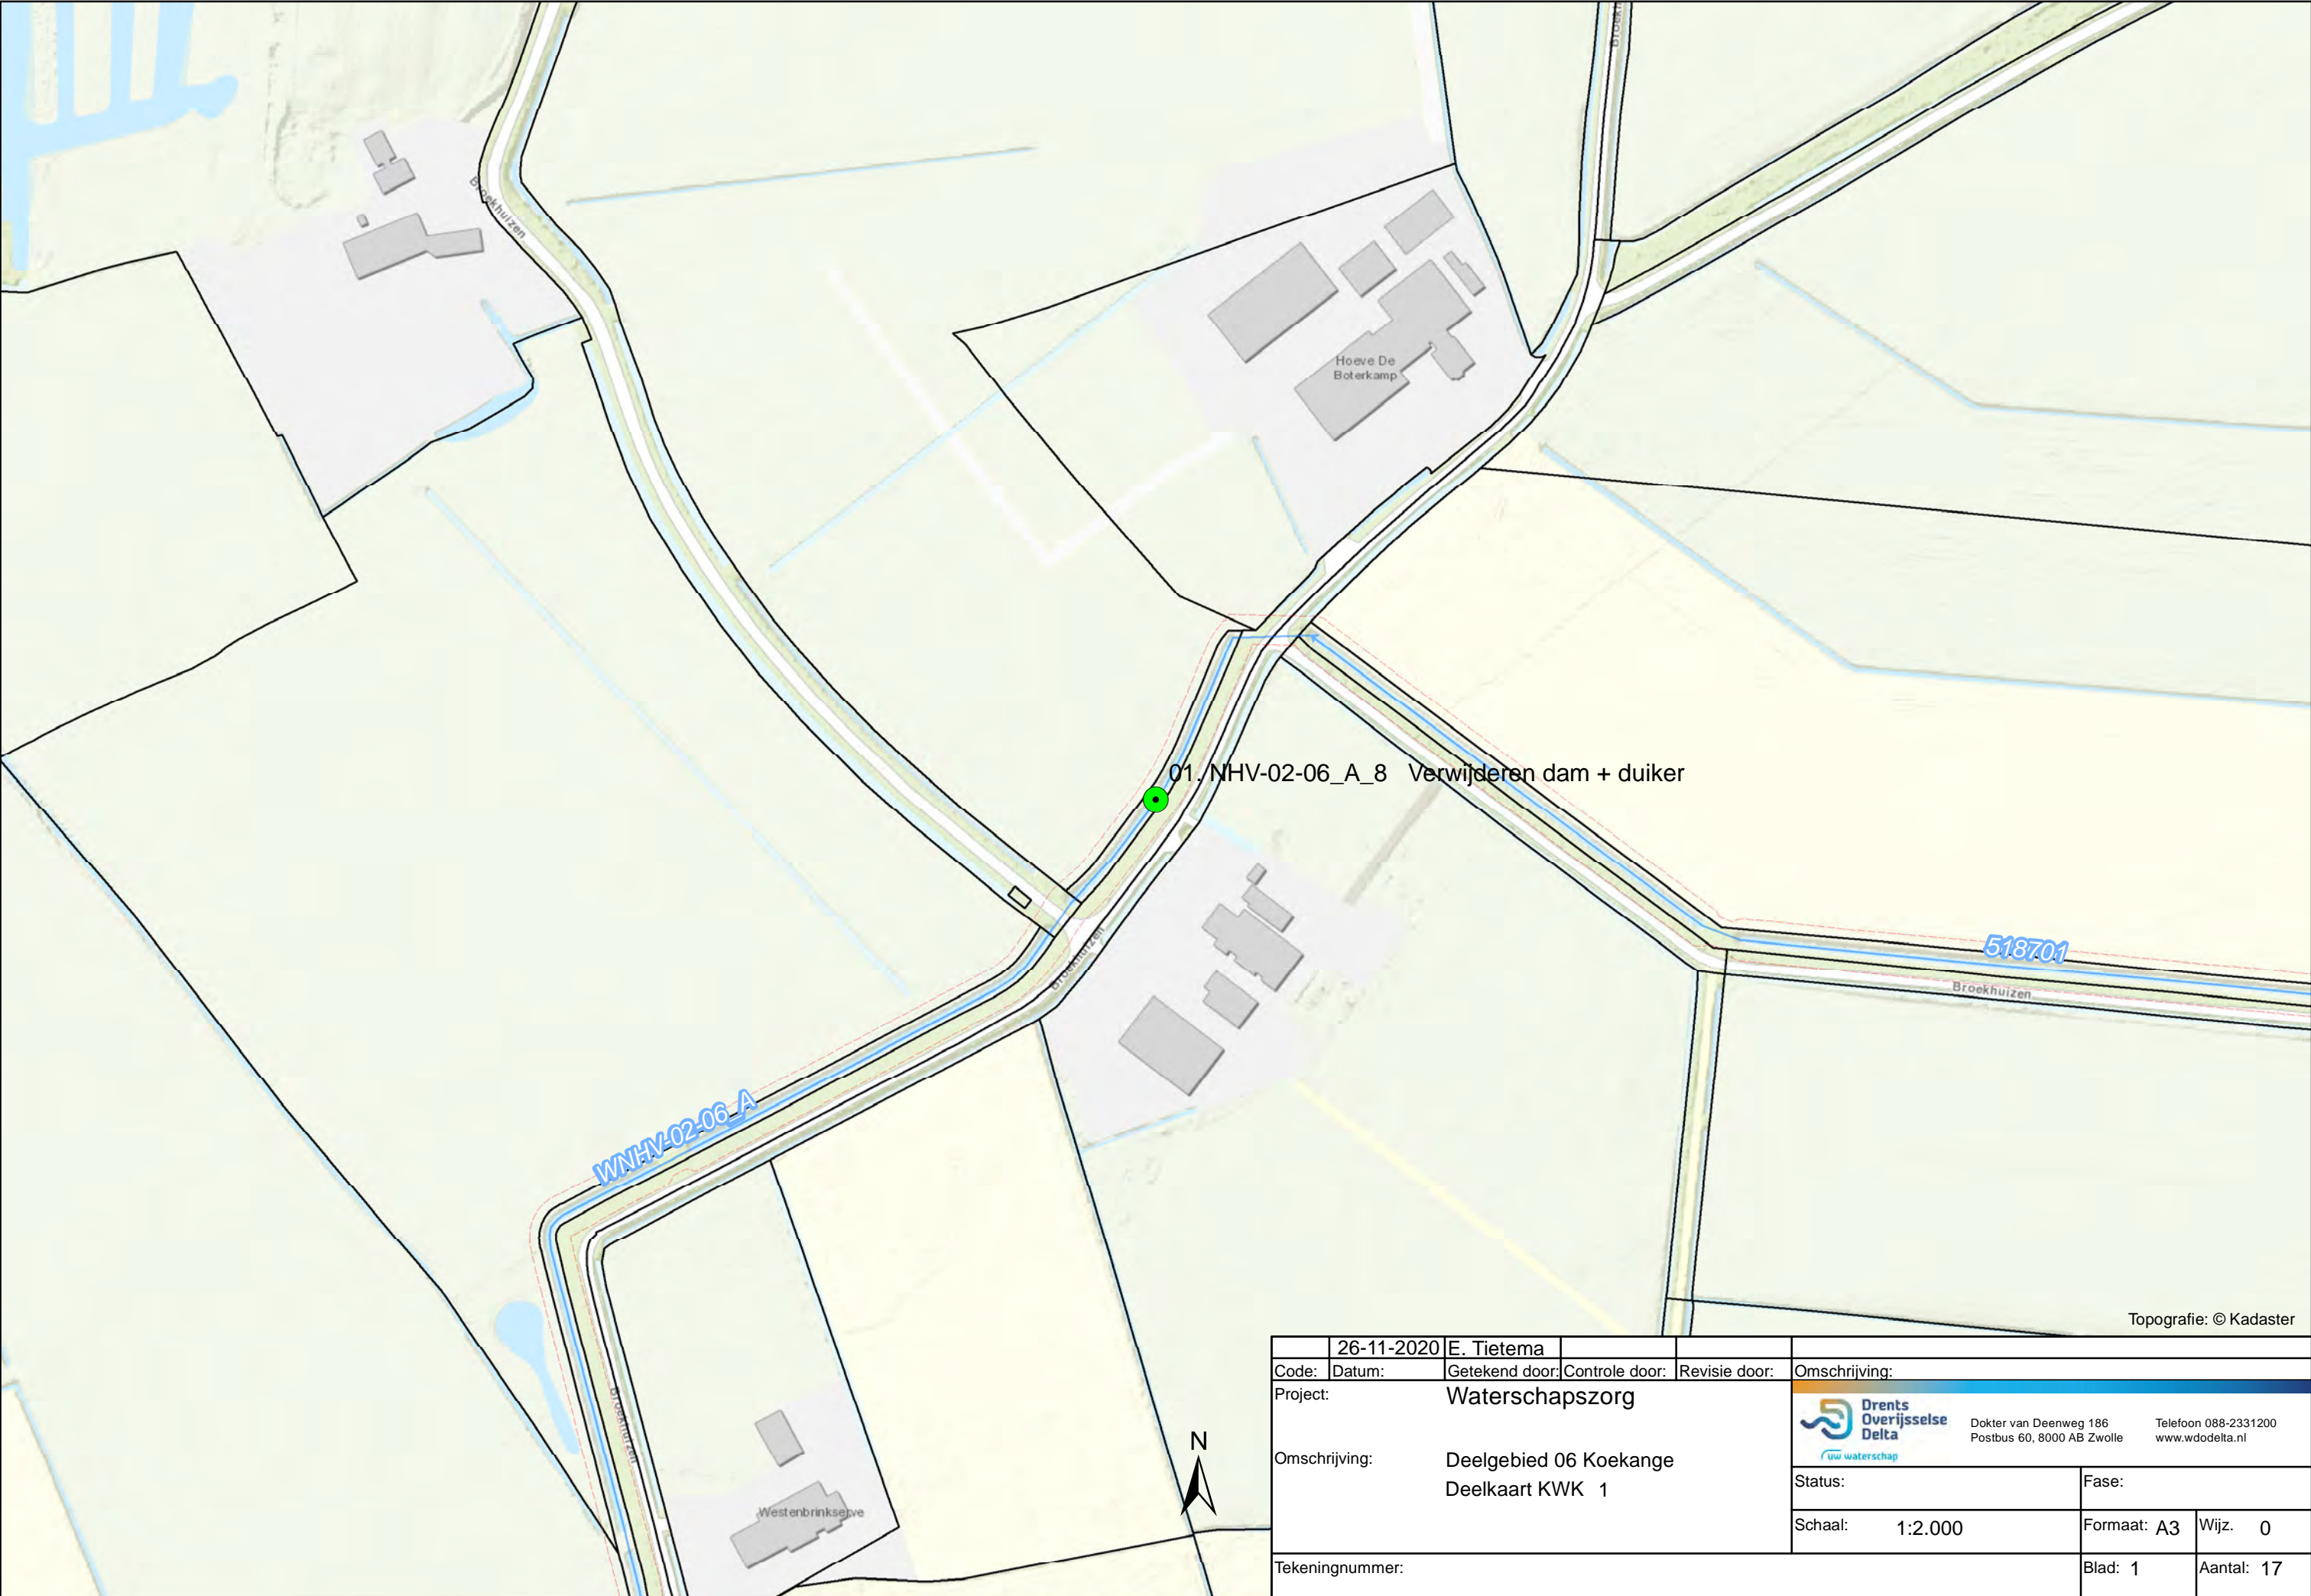 Broekh
Broekhuizen
Hoeve De
Boterkamp
01. NHV-02-06_A_8 Verwijderen dam + duiker
Broekhuizen
518701
Broekhuizen
WNHV-02-06_A
Broekhuizen
Westenbrinkserve
N
Topografie: © Kadaster
26-11-2020 E. Tietema
Code: Datum: Getekend door: Controle door: Revisie door: Omschrijving:
Project: Waterschapszorg
Omschrijving: Deelgebied 06 Koekange
Deelkaart KWK 1
Drents
Overijsselse
Delta
uw waterschap
Dokter van Deenweg 186
Postbus 60, 8000 AB Zwolle
Telefoon 088-2331200
www.wdodelta.nl
Status: Fase:
Schaal: 1:2.000 Formaat: A3 Wijz. 0
Tekeningnummer: Blad: 1 Aantal: 17